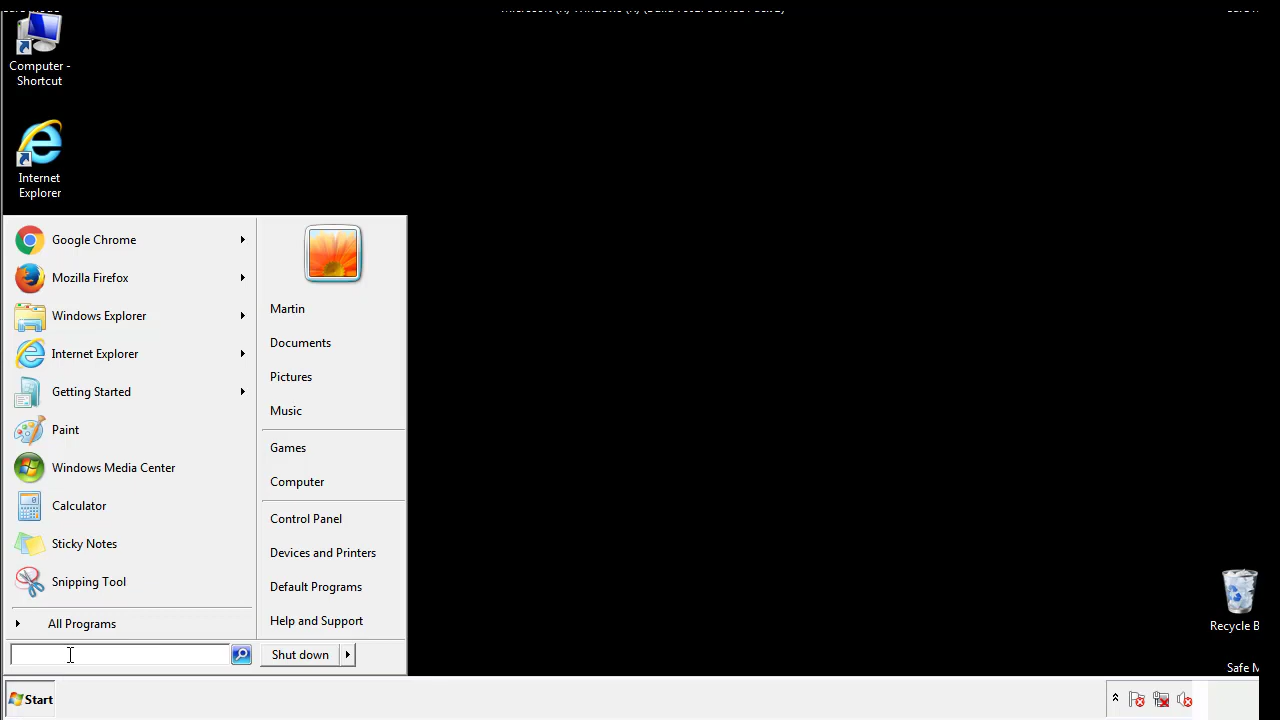 Computer -
Shortcut
Internet
Explorer
Google Chrome
Mozilla Firefox
Windows Explorer
Internet Explorer
Getting Started
Paint
Windows Media Center
Calculator
Sticky Notes
Snipping Tool
All Programs
Martin
Documents
Pictures
Music
Games
Computer
Control Panel
Devices and Printers
Default Programs
Help and Support
Shut down
Recycle B
Safe M
Start